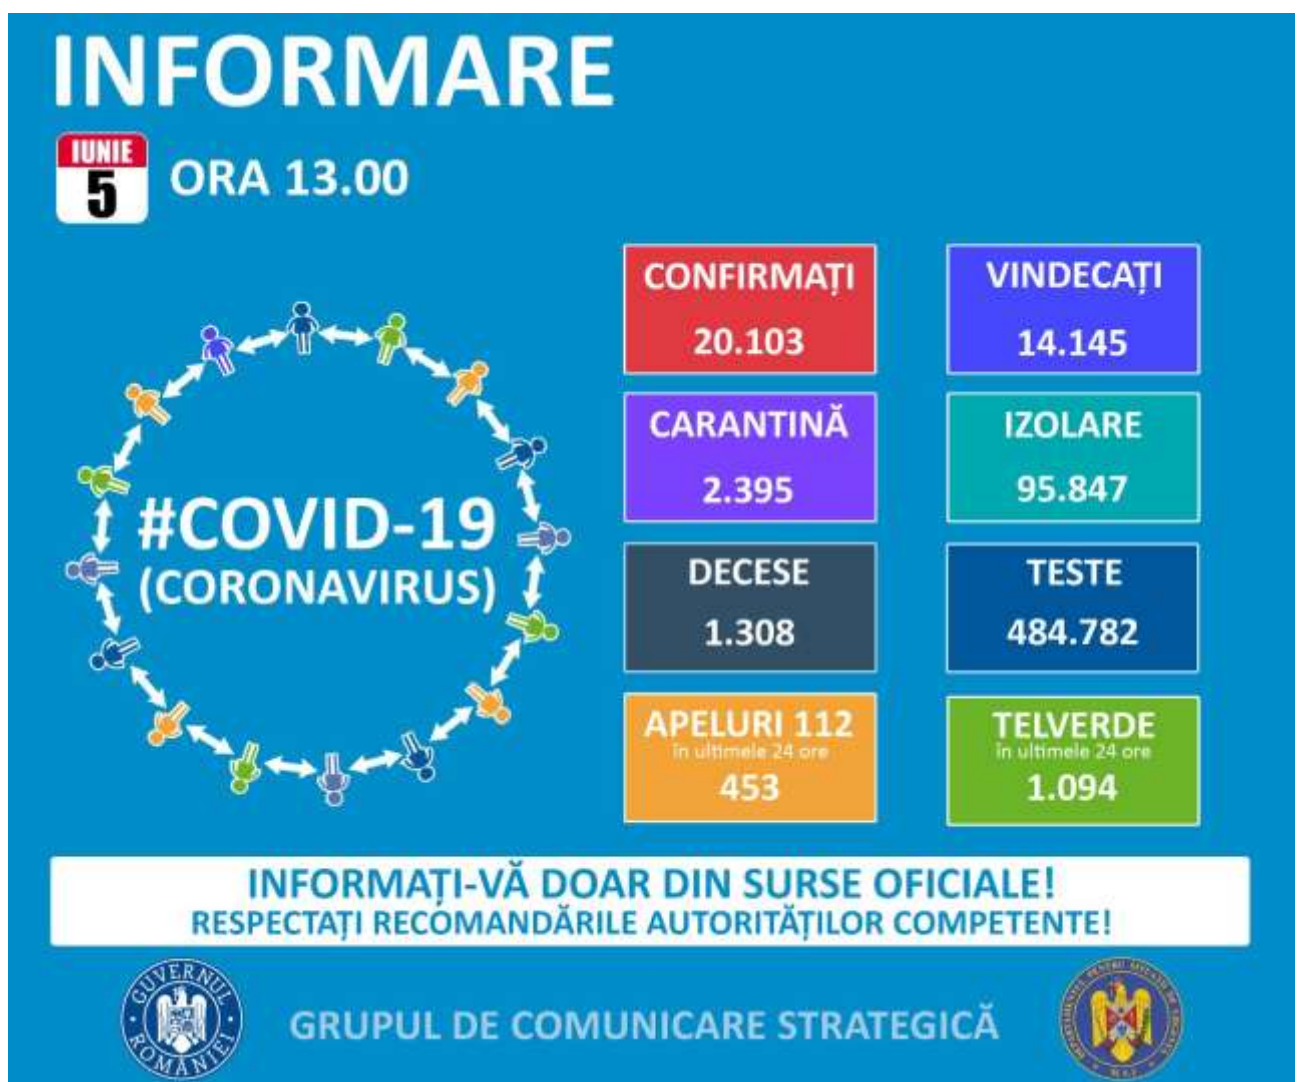 INFORMARE
IUNIE
5
ORA 13.00
CONFIRMAȚI
20.103
VINDECAȚI
14.145
CARANTINĂ
2.395
IZOLARE
95.847
#COVID-19
(CORONAVIRUS)
DECESE
1.308
TESTE
484.782
APELURI 112
în ultimele 24 ore
453
TELVERDE
în ultimele 24 ore
1.094
INFORMAȚI-VĂ DOAR DIN SURSE OFICIALE!
RESPECTAȚI RECOMANDĂRILE AUTORITĂȚILOR COMPETENTE!
GUVERNUL
ROMÂNIEI
GRUPUL DE COMUNICARE STRATEGICĂ